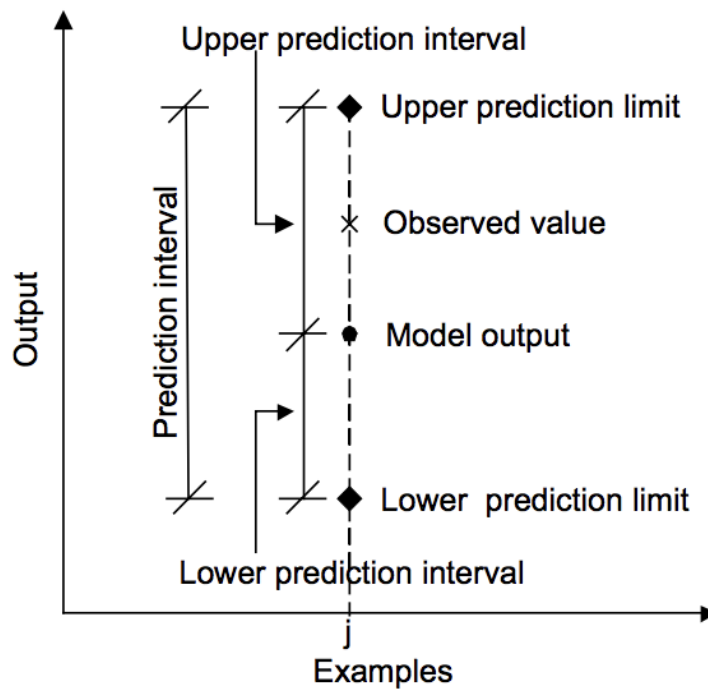 Upper prediction interval
Upper prediction limit
Observed value
Prediction interval
Output
Model output
Lower prediction limit
Lower prediction interval
j
Examples